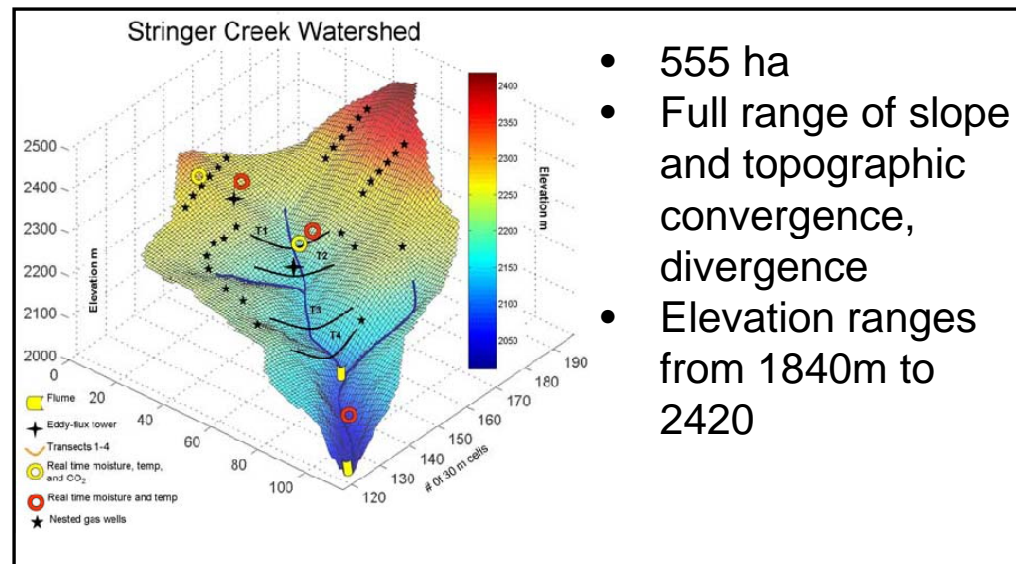 Stringer Creek Watershed
2500
2400
2300
2200
2100
2000
Elevation m
0
20
40
60
80
100
120
130
140
150
160
170
180
190
# Of 30 m cells
2400
2350
2300
2250
2200
2150
2100
2050
Elevation m
T1
T2
T3
T4
Flume
Eddy-flux tower
Transects 1-4
Real time moisture, temp,
and CO₂
Real time moisture and temp
Nested gas wells
• 555 ha
• Full range of slope
and topographic
convergence,
divergence
• Elevation ranges
from 1840m to
2420